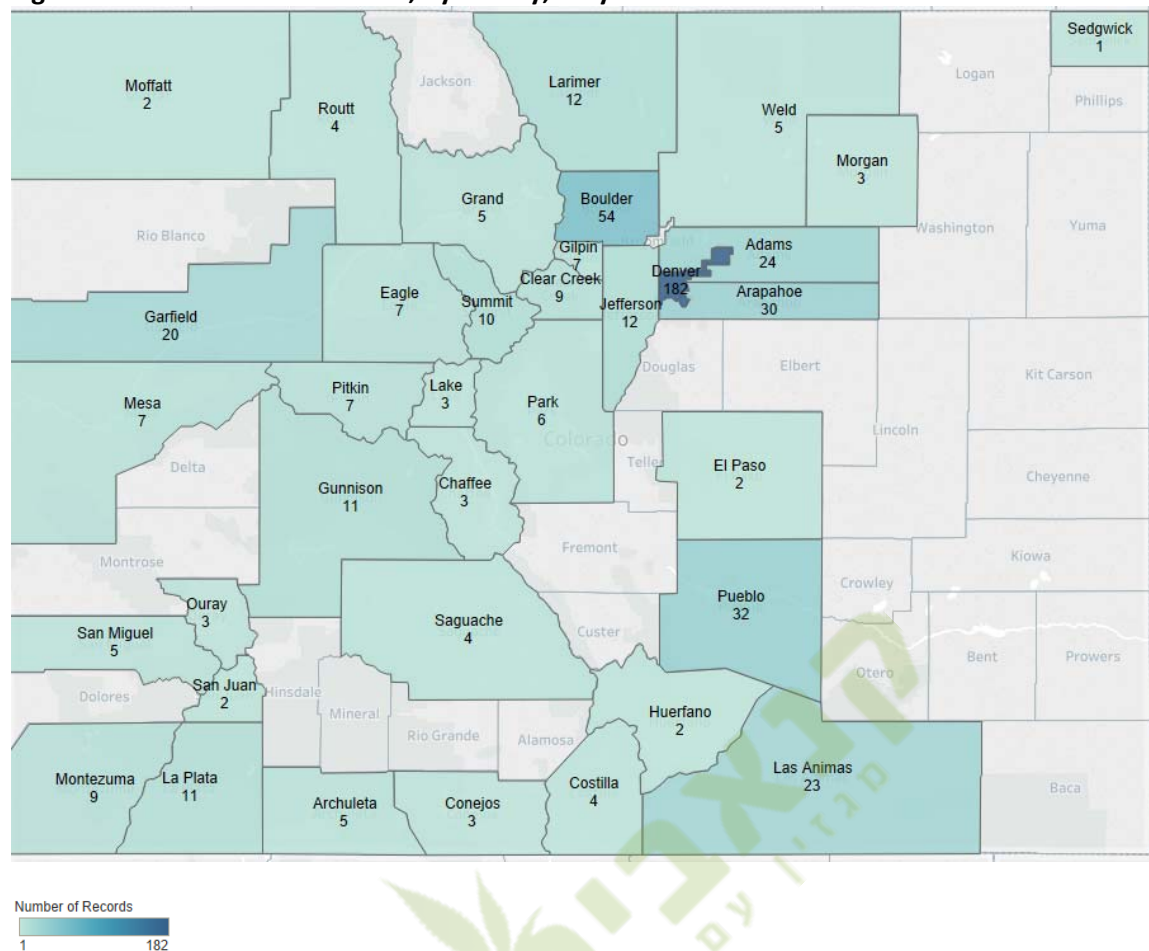 Sedgwick
1
Logan
Phillips
Moffatt
2
Routt
4
Jackson
Larimer
12
Weld
5
Morgan
3
Washington
Yuma
Grand
5
Boulder
54
Rio Blanco
Gilpin
7
Adams
24
Denver
182
Clear Creek
9
Arapahoe
30
Eagle
7
Summit
10
Jefferson
12
Garfield
20
Douglas
Elbert
Kit Carson
Mesa
7
Pitkin
7
Lake
3
Park
6
Colorado
Lincoln
Delta
Teller
El Paso
2
Cheyenne
Gunnison
11
Chaffee
3
Montrose
Fremont
Kiowa
Crowley
Pueblo
32
Ouray
3
Saguache
4
San Miguel
5
Custer
Otero
Bent
Prowers
Dolores
San Juan
2
Hinsdale
Mineral
Rio Grande
Alamosa
Huerfano
2
Montezuma
9
La Plata
11
Archuleta
5
Conejos
3
Costilla
4
Las Animas
23
Baca
Number of Records
1
182
קנאביו
מגזין
עם